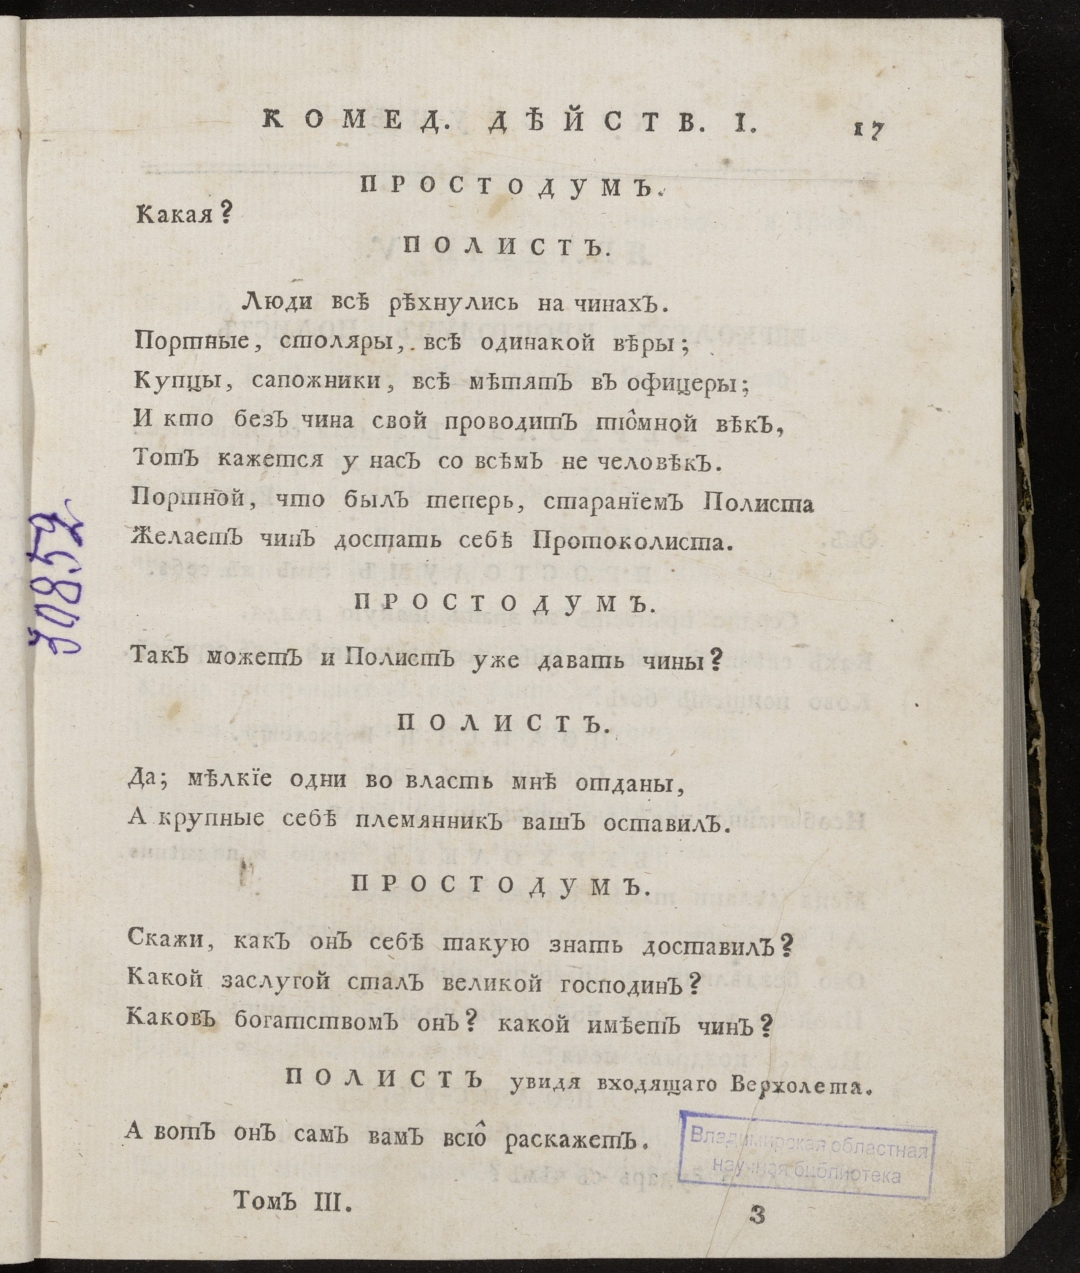 КОМЕД. ДѢЙСТВ. I. 17
ПРОСТОДУМЪ.
Какая?
ПОЛИСТЪ.
Люди всѣ рѣхнулись на чинахъ.
Портные, столяры, всѣ одинакой вѣры;
Купцы, сапожники, всѣ мѣтятъ въ офицеры;
И кто безъ чина свой проводитъ тіо̂мной вѣкъ,
Тотъ кажется у насъ со всѣмъ не человѣкъ.
Портной, что былъ теперь, стараніемъ Полиста
Желаетъ чинъ достать себѣ Протоколиста.
ПРОСТОДУМЪ.
Такъ можетъ и Полистъ уже давать чины?
ПОЛИСТЪ.
Да; мѣлкіе одни во власть мнѣ отданы,
А крупные себѣ племянникъ вашъ оставилъ.
ПРОСТОДУМЪ.
Скажи, какъ онъ себѣ такую знать доставилъ?
Какой заслугой сталъ великой господинъ?
Каковъ богатствомъ онъ? какой имѣетъ чинъ?
ПОЛИСТЪ увидя входящаго Верхолета.
А вотъ онъ самъ вамъ всіо̂ раскажетъ.
Томъ III. 3
Владимирская областная
научная библиотека
30852